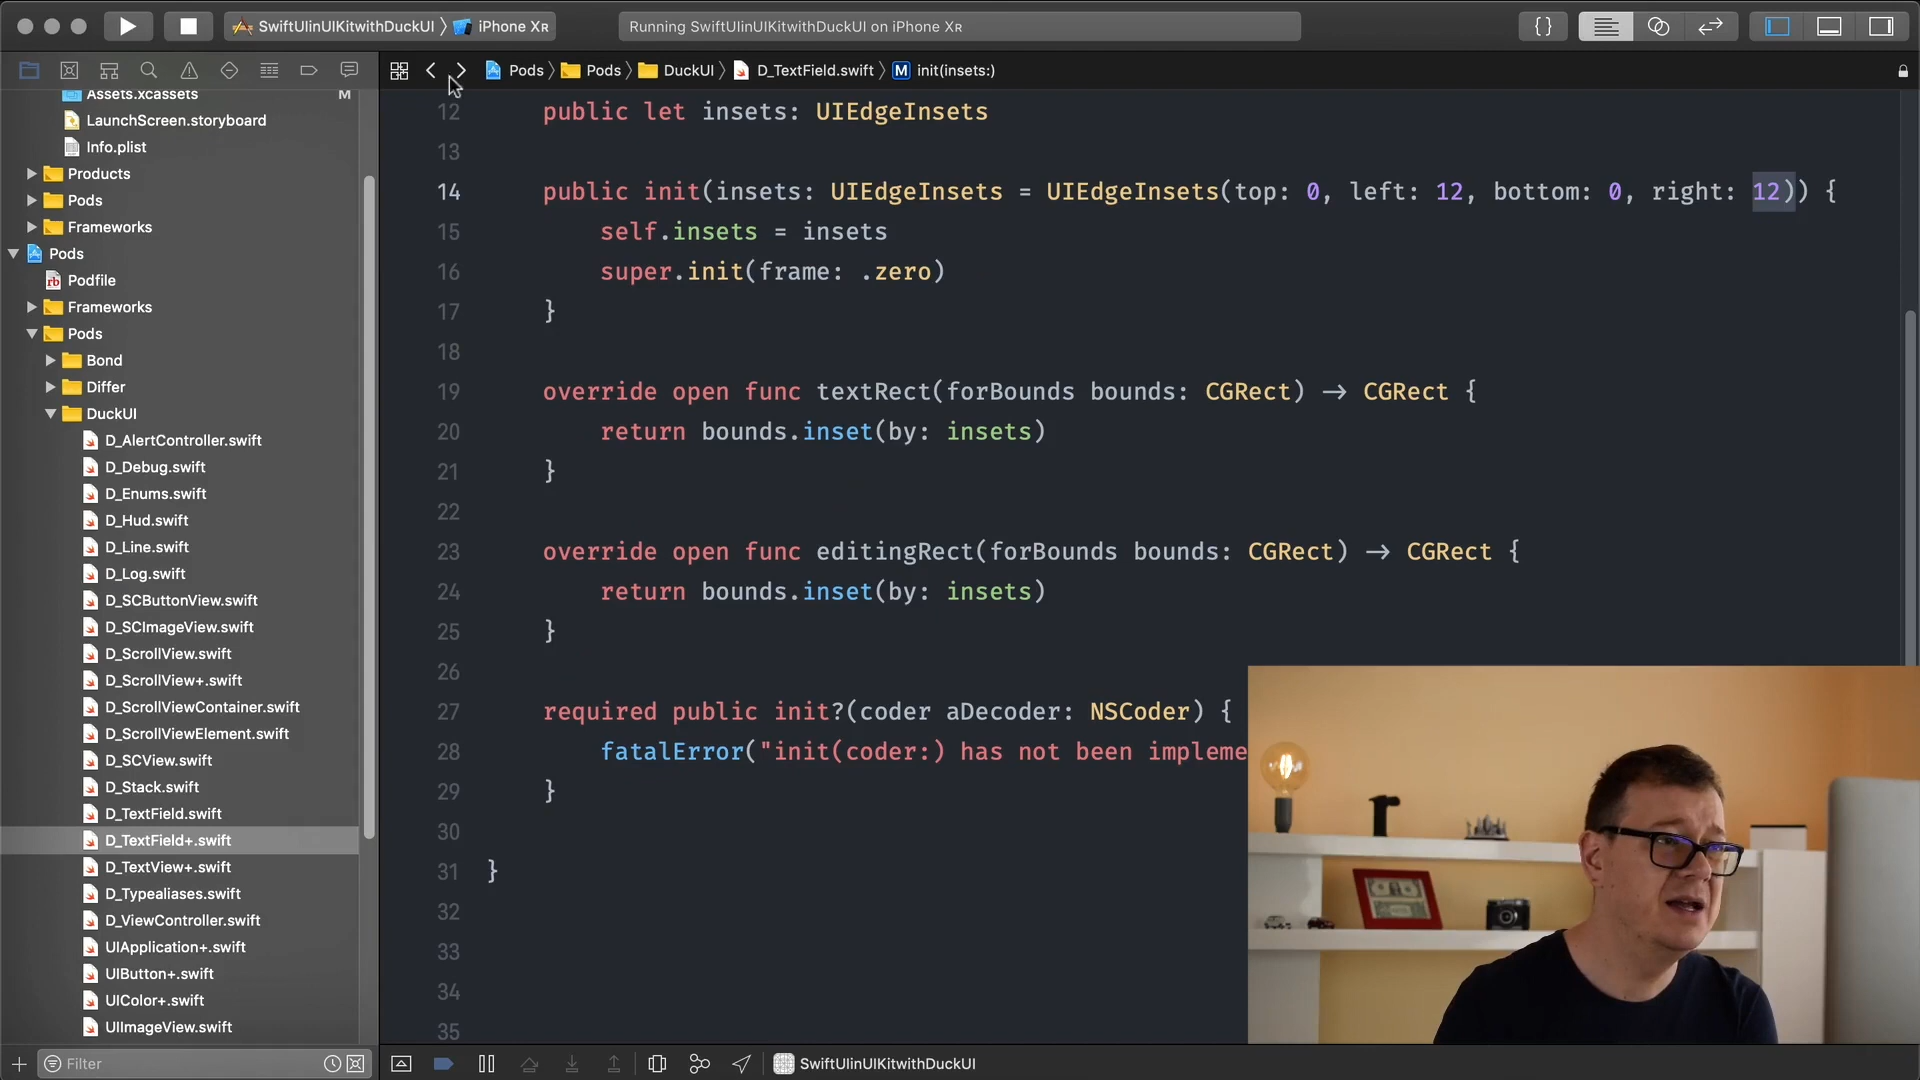 SwiftUIinUIKitwithDuckUI
iPhone XR
Running SwiftUIinUIKitwithDuckUI on iPhone XR
Pods
Pods
DuckUI
D_TextField.swift
M
init(insets:)
Assets.xcassets
M
LaunchScreen.storyboard
Info.plist
Products
Pods
Frameworks
Pods
rb
Podfile
Frameworks
Pods
Bond
Differ
DuckUI
D_AlertController.swift
D_Debug.swift
D_Enums.swift
D_Hud.swift
D_Line.swift
D_Log.swift
D_SCButtonView.swift
D_SCImageView.swift
D_ScrollView.swift
D_ScrollView+.swift
D_ScrollViewContainer.swift
D_ScrollViewElement.swift
D_SCView.swift
D_Stack.swift
D_TextField.swift
D_TextField+.swift
D_TextView+.swift
D_Typealiases.swift
D_ViewController.swift
UIApplication+.swift
UIButton+.swift
UIColor+.swift
UIImageView.swift
Filter
12 public let insets: UIEdgeInsets
13
14 public init(insets: UIEdgeInsets = UIEdgeInsets(top: 0, left: 12, bottom: 0, right: 12)) {
15 self.insets = insets
16 super.init(frame: .zero)
17 }
18
19 override open func textRect(forBounds bounds: CGRect) -> CGRect {
20 return bounds.inset(by: insets)
21 }
22
23 override open func editingRect(forBounds bounds: CGRect) -> CGRect {
24 return bounds.inset(by: insets)
25 }
26
27 required public init?(coder aDecoder: NSCoder) {
28 fatalError("init(coder:) has not been impleme
29 }
30
31 }
32
33
34
35
SwiftUIinUIKitwithDuckUI